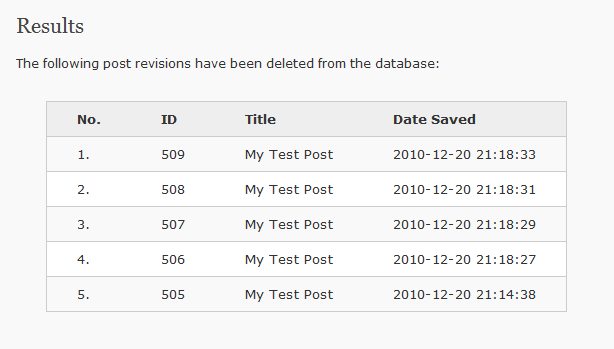 Results
The following post revisions have been deleted from the database:
No. ID Title Date Saved
1. 509 My Test Post 2010-12-20 21:18:33
2. 508 My Test Post 2010-12-20 21:18:31
3. 507 My Test Post 2010-12-20 21:18:29
4. 506 My Test Post 2010-12-20 21:18:27
5. 505 My Test Post 2010-12-20 21:14:38